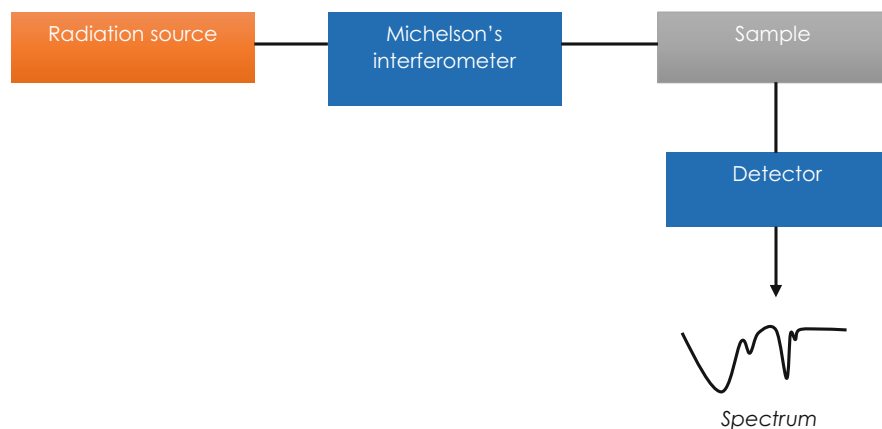 Radiation source
Michelson’s
interferometer
Sample
Detector
Spectrum